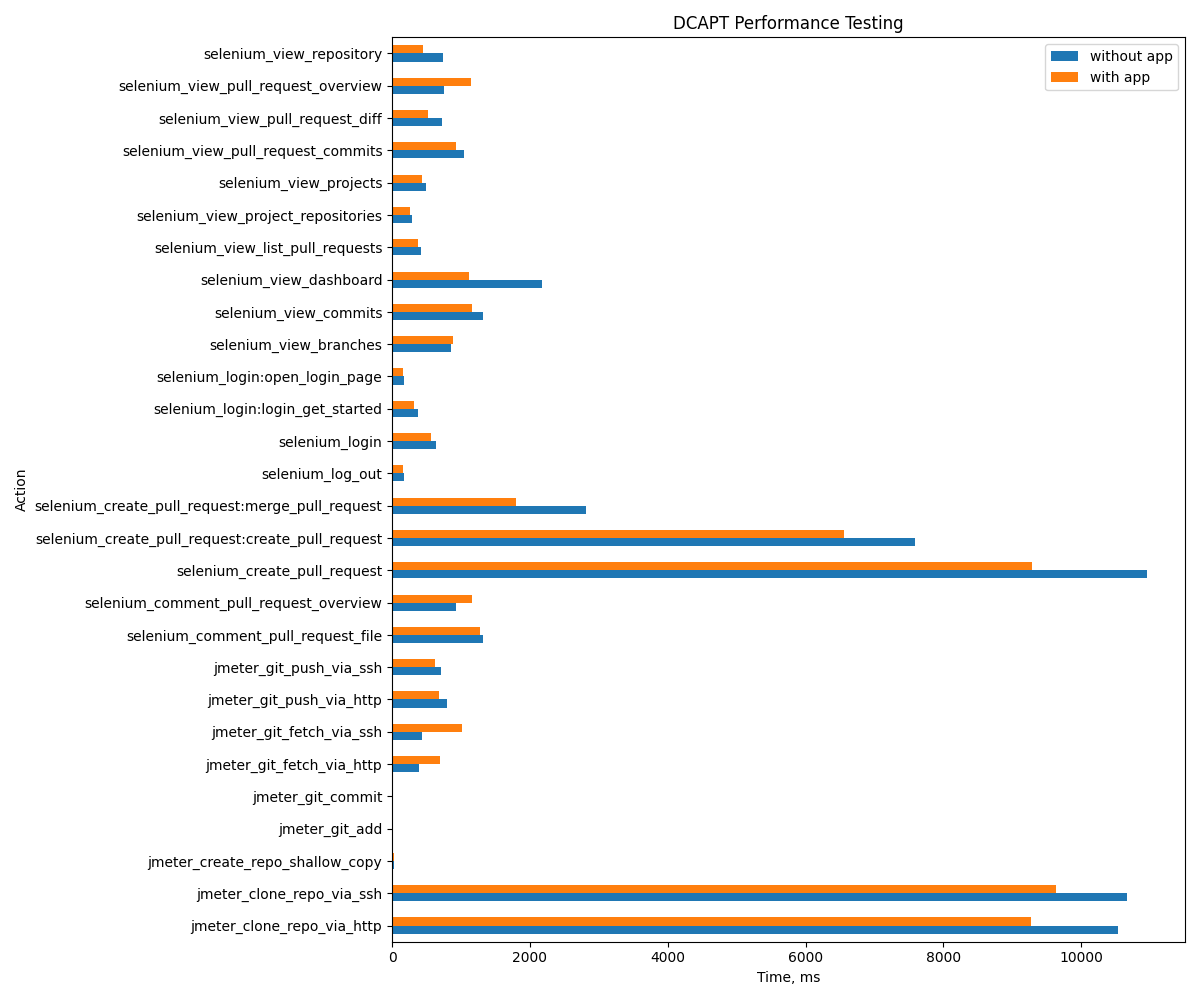 DCAPT Performance Testing
without app
with app
selenium_view_repository
selenium_view_pull_request_overview
selenium_view_pull_request_diff
selenium_view_pull_request_commits
selenium_view_projects
selenium_view_project_repositories
selenium_view_list_pull_requests
selenium_view_dashboard
selenium_view_commits
selenium_view_branches
selenium_login:open_login_page
selenium_login:login_get_started
selenium_login
selenium_log_out
selenium_create_pull_request:merge_pull_request
selenium_create_pull_request:create_pull_request
selenium_create_pull_request
selenium_comment_pull_request_overview
selenium_comment_pull_request_file
jmeter_git_push_via_ssh
jmeter_git_push_via_http
jmeter_git_fetch_via_ssh
jmeter_git_fetch_via_http
jmeter_git_commit
jmeter_git_add
jmeter_create_repo_shallow_copy
jmeter_clone_repo_via_ssh
jmeter_clone_repo_via_http
Action
0 2000 4000 6000 8000 10000
Time, ms